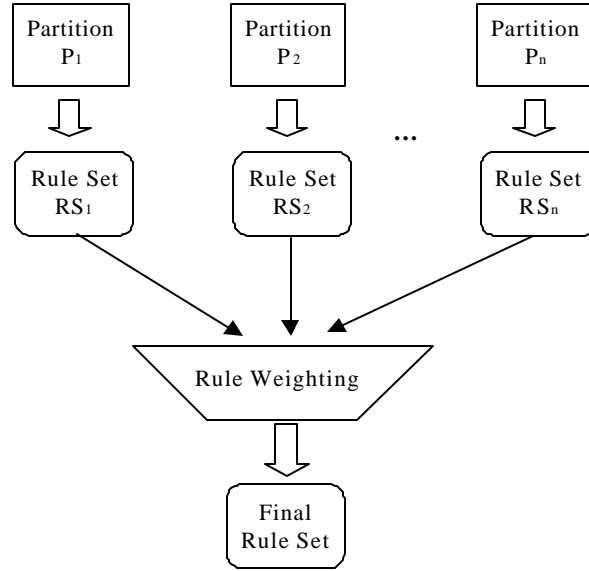 Partition
P1
Partition
P2
Partition
Pn
...
Rule Set
RS1
Rule Set
RS2
Rule Set
RSn
Rule Weighting
Final
Rule Set